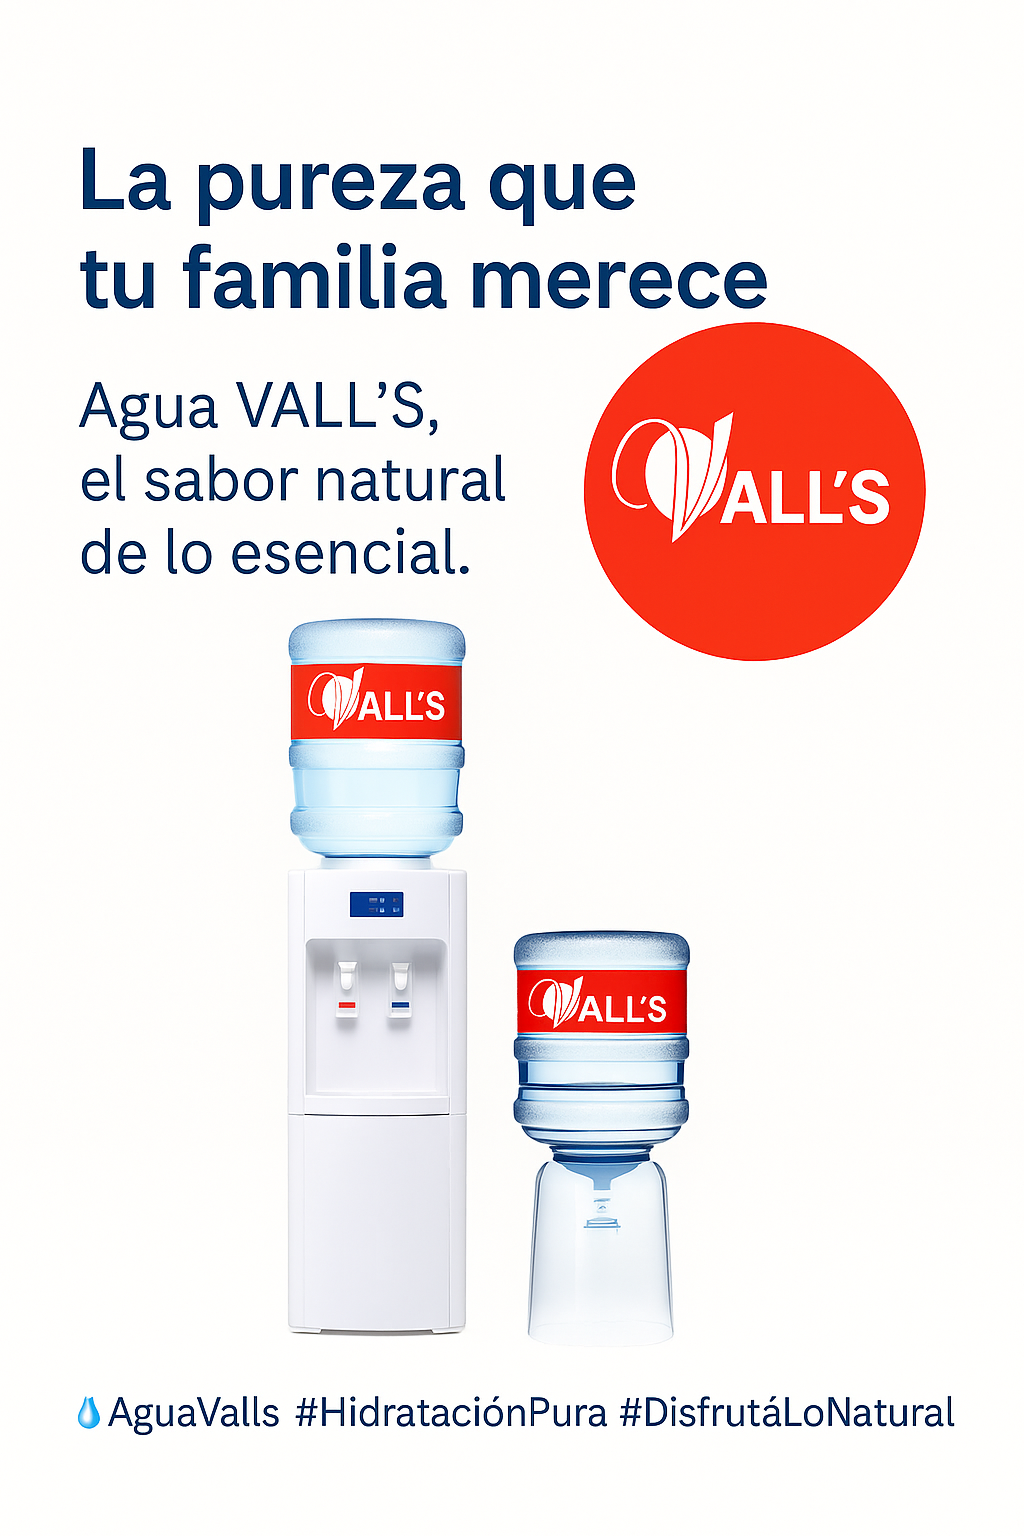 La pureza que
tu familia merece
Agua VALL’S,
el sabor natural
de lo esencial.
VALL’S
VALL’S
VALL’S
💧AguaValls #HidrataciónPura #DisfrutáLoNatural